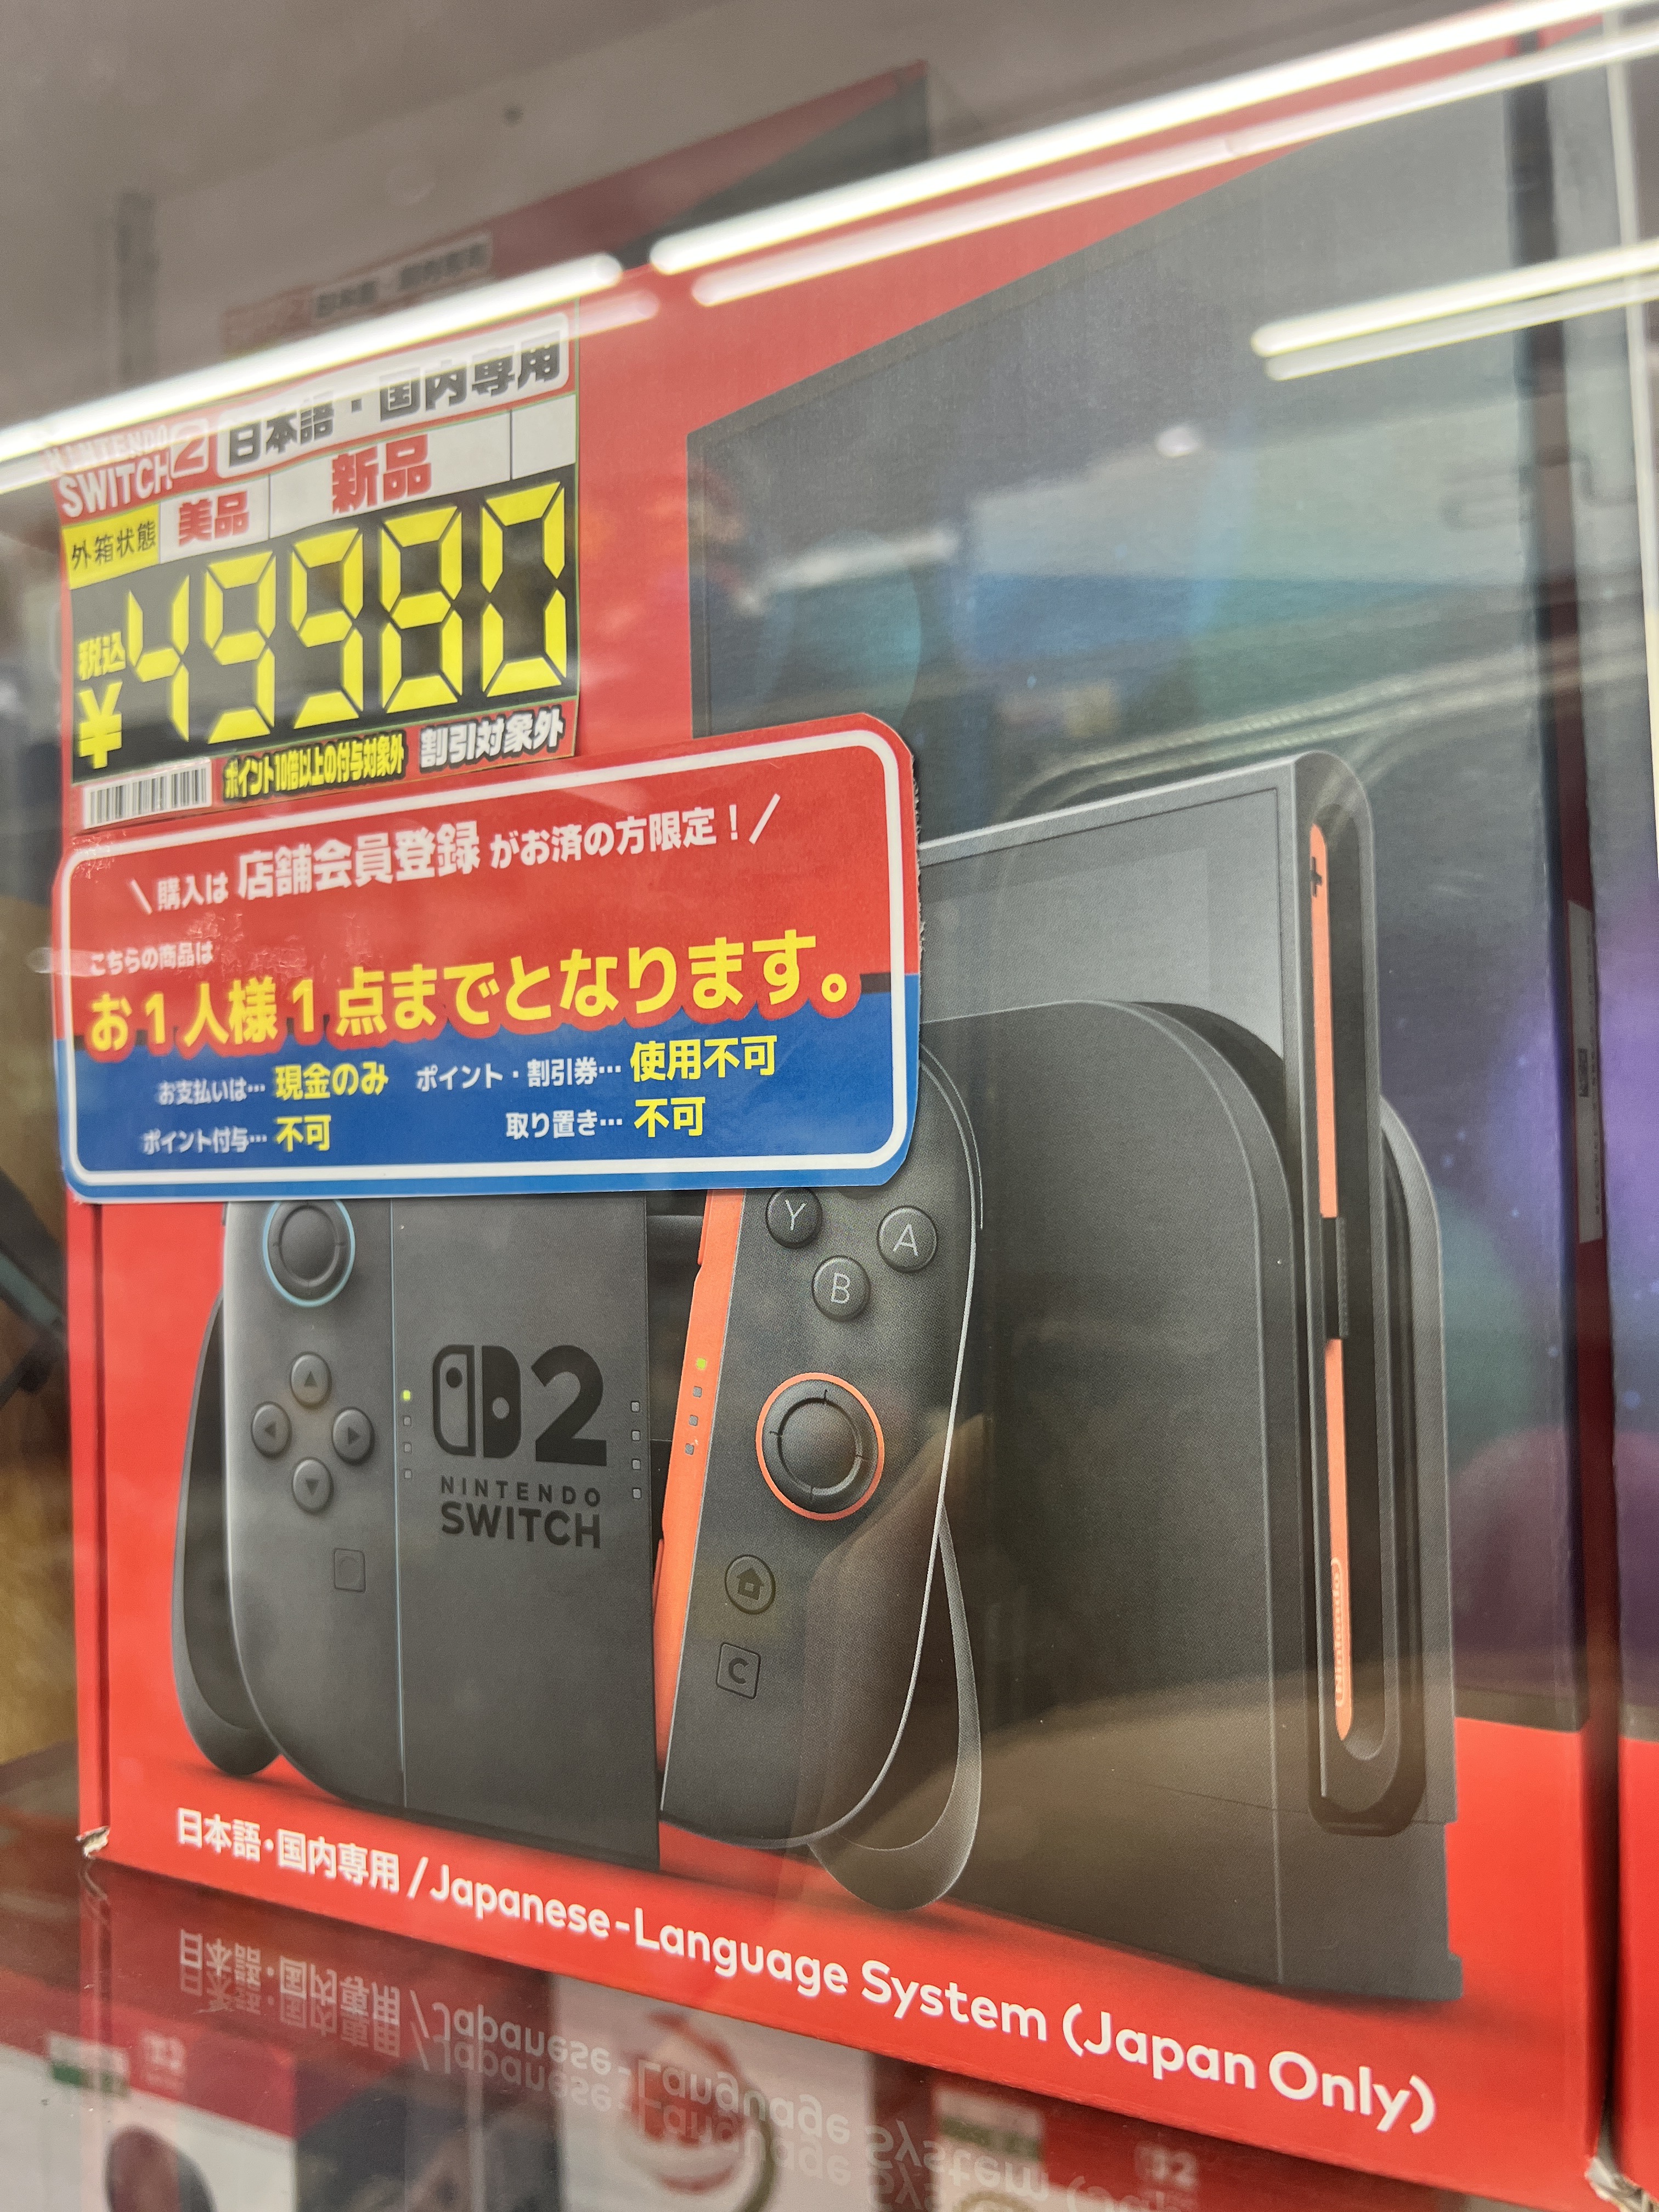 NINTENDO
SWITCH 2 日本語・国内専用
外箱状態 美品 新品
税込
¥49980
ポイント10倍以上の付与対象外 割引対象外
\ 購入は 店舗会員登録 がお済の方限定！/
こちらの商品は
お1人様1点までとなります。
お支払いは… 現金のみ ポイント・割引券… 使用不可
ポイント付与… 不可 取り置き… 不可
+
Y A
B
2
NINTENDO
SWITCH
C
Nintendo
日本語・国内専用 / Japanese-Language System (Japan Only)